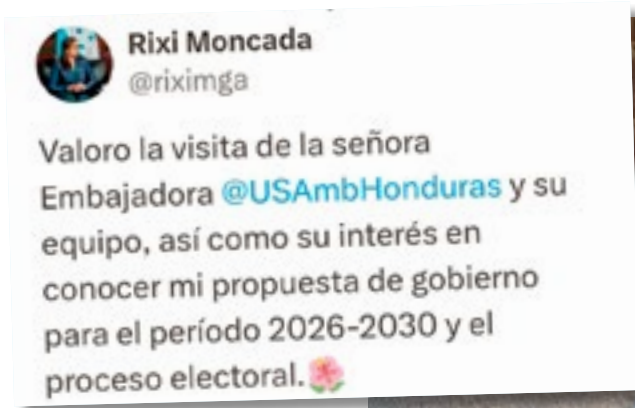 Rixi Moncada
@riximga
Valoro la visita de la señora
Embajadora @USAmbHonduras y su
equipo, así como su interés en
conocer mi propuesta de gobierno
para el período 2026-2030 y el
proceso electoral.🌺